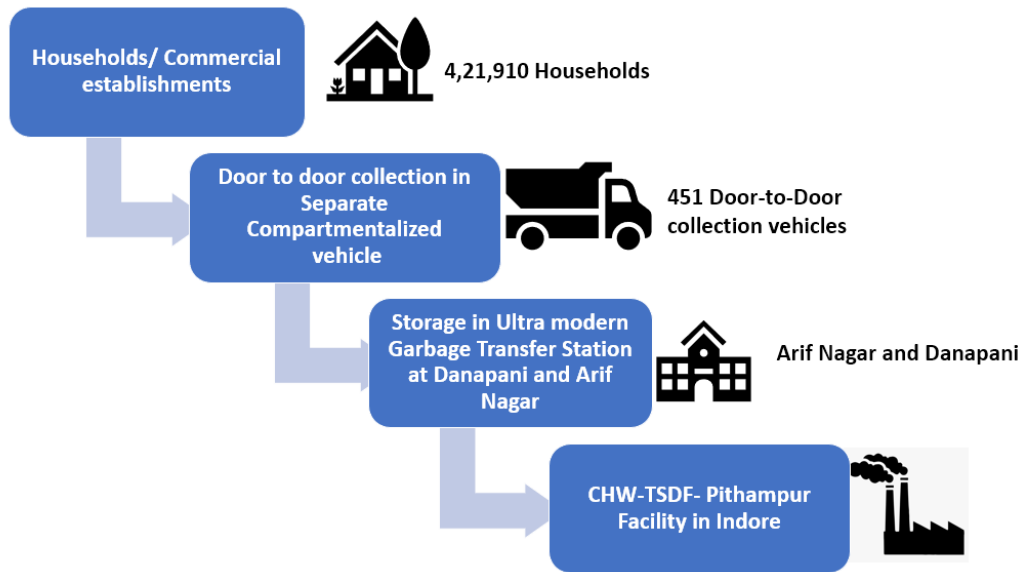 Households/ Commercial
establishments
4,21,910 Households
Door to door collection in
Separate
Compartmentalized
vehicle
451 Door-to-Door
collection vehicles
Storage in Ultra modern
Garbage Transfer Station
at Danapani and Arif
Nagar
Arif Nagar and Danapani
CHW-TSDF- Pithampur
Facility in Indore